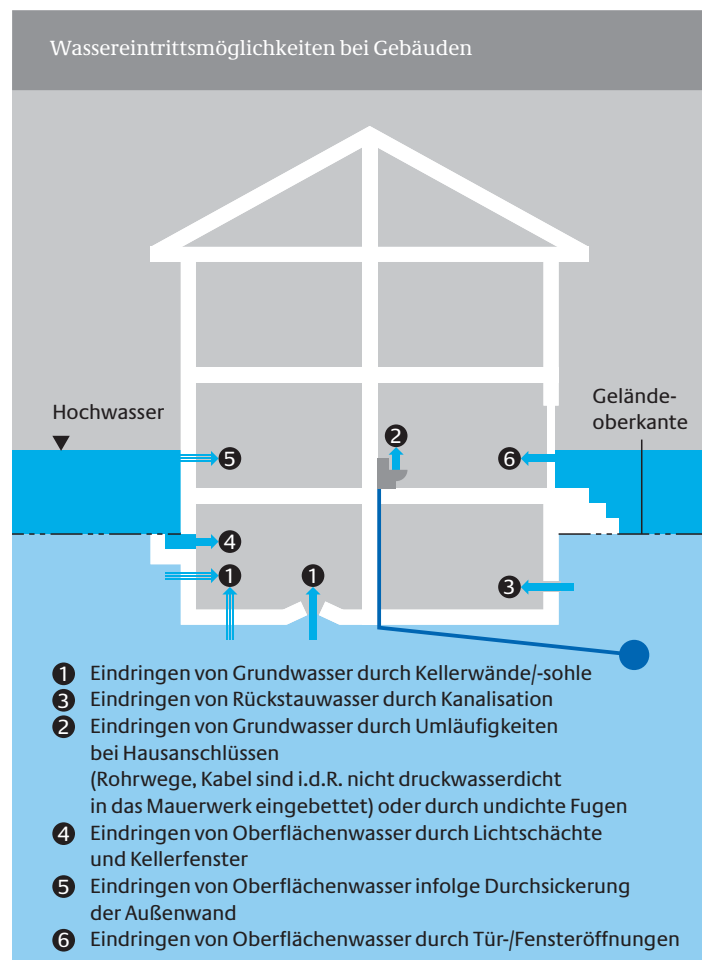 Wassereintrittsmöglichkeiten bei Gebäuden
Hochwasser
Gelände-
oberkante
2
5
6
4
1
1
3
1 Eindringen von Grundwasser durch Kellerwände/-sohle
3 Eindringen von Rückstauwasser durch Kanalisation
2 Eindringen von Grundwasser durch Umläufigkeiten
bei Hausanschlüssen
(Rohrwege, Kabel sind i.d.R. nicht druckwasserdicht
in das Mauerwerk eingebettet) oder durch undichte Fugen
4 Eindringen von Oberflächenwasser durch Lichtschächte
und Kellerfenster
5 Eindringen von Oberflächenwasser infolge Durchsickerung
der Außenwand
6 Eindringen von Oberflächenwasser durch Tür-/Fensteröffnungen